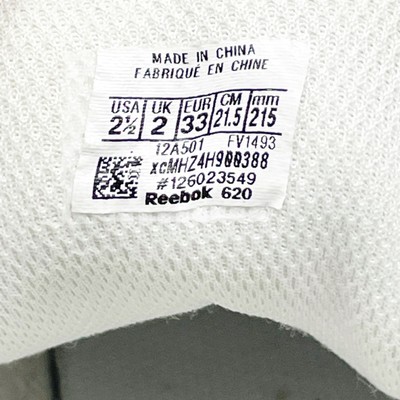 MADE IN CHINA
FABRIQUÉ EN CHINE
USA UK EUR CM mm
2½ 2 33 21.5 215
12A501 FV1493
#126023549
Reebok 620